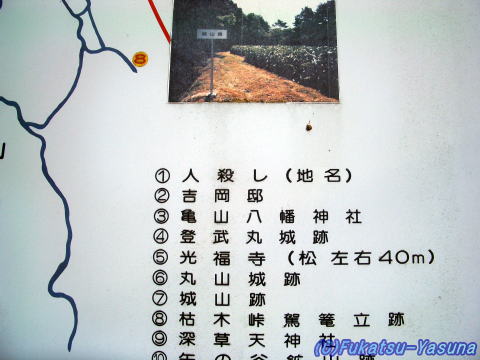 8
城山跡
①人殺し(地名)
②吉岡邸
③亀山八幡神社
④登武丸城跡
⑤光福寺(松 左右40m)
⑥丸山城跡
⑦城山跡
⑧枯木峠駕篭立跡
⑨深草天神社
(C)Fukatsu-Yasuna